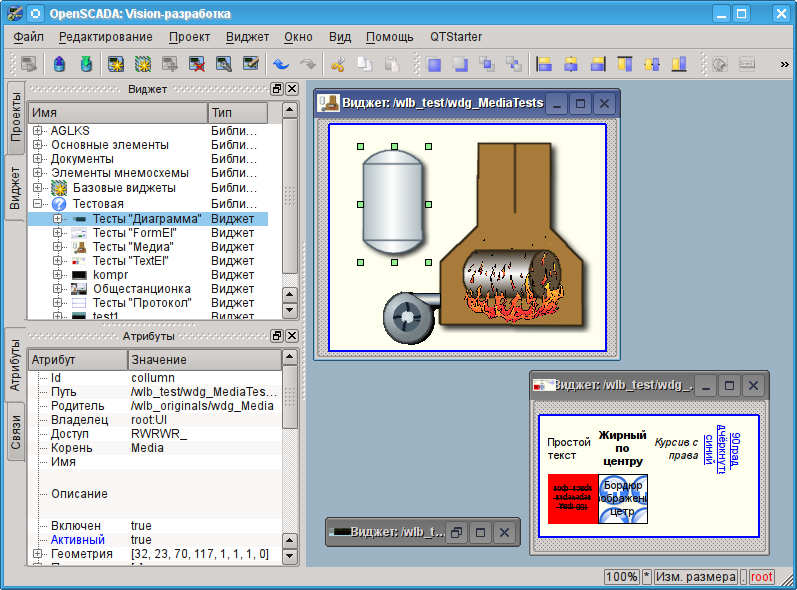 OpenSCADA: Vision-разработка
Файл Редактирование Проект Виджет Окно Вид Помощь QTStarter
»
Проекты
Виджет
Виджет
Имя Тип
AGLKS Библи...
Основные элементы Библи...
Документы Библи...
Элементы мнемосхемы Библи...
Базовые виджеты Библи...
Тестовая Библи...
Тесты "Диаграмма" Виджет
Тесты "FormEl" Виджет
Тесты "Медиа" Виджет
Тесты "TextEl" Виджет
kompr Виджет
Общестанционка Виджет
Тесты "Протокол" Виджет
test1 Виджет
Атрибуты
Связи
Атрибуты
Атрибут Значение
Id collumn
Путь /wlb_test/wdg_MediaTes...
Родитель /wlb_originals/wdg_Media
Владелец root:UI
Доступ RWRWR_
Корень Media
Имя
Описание
Включен true
Активный true
Геометрия [32, 23, 70, 117, 1, 1, 1, 0]
Виджет: /wlb_test/wdg_MediaTests
Виджет: /wlb_test/wdg_...
Простой
текст
Жирный
по
центру
Курсив с
права
90 град.
синий
Бордюр
Виджет: /wlb_t...
100% * Изм. размера . root